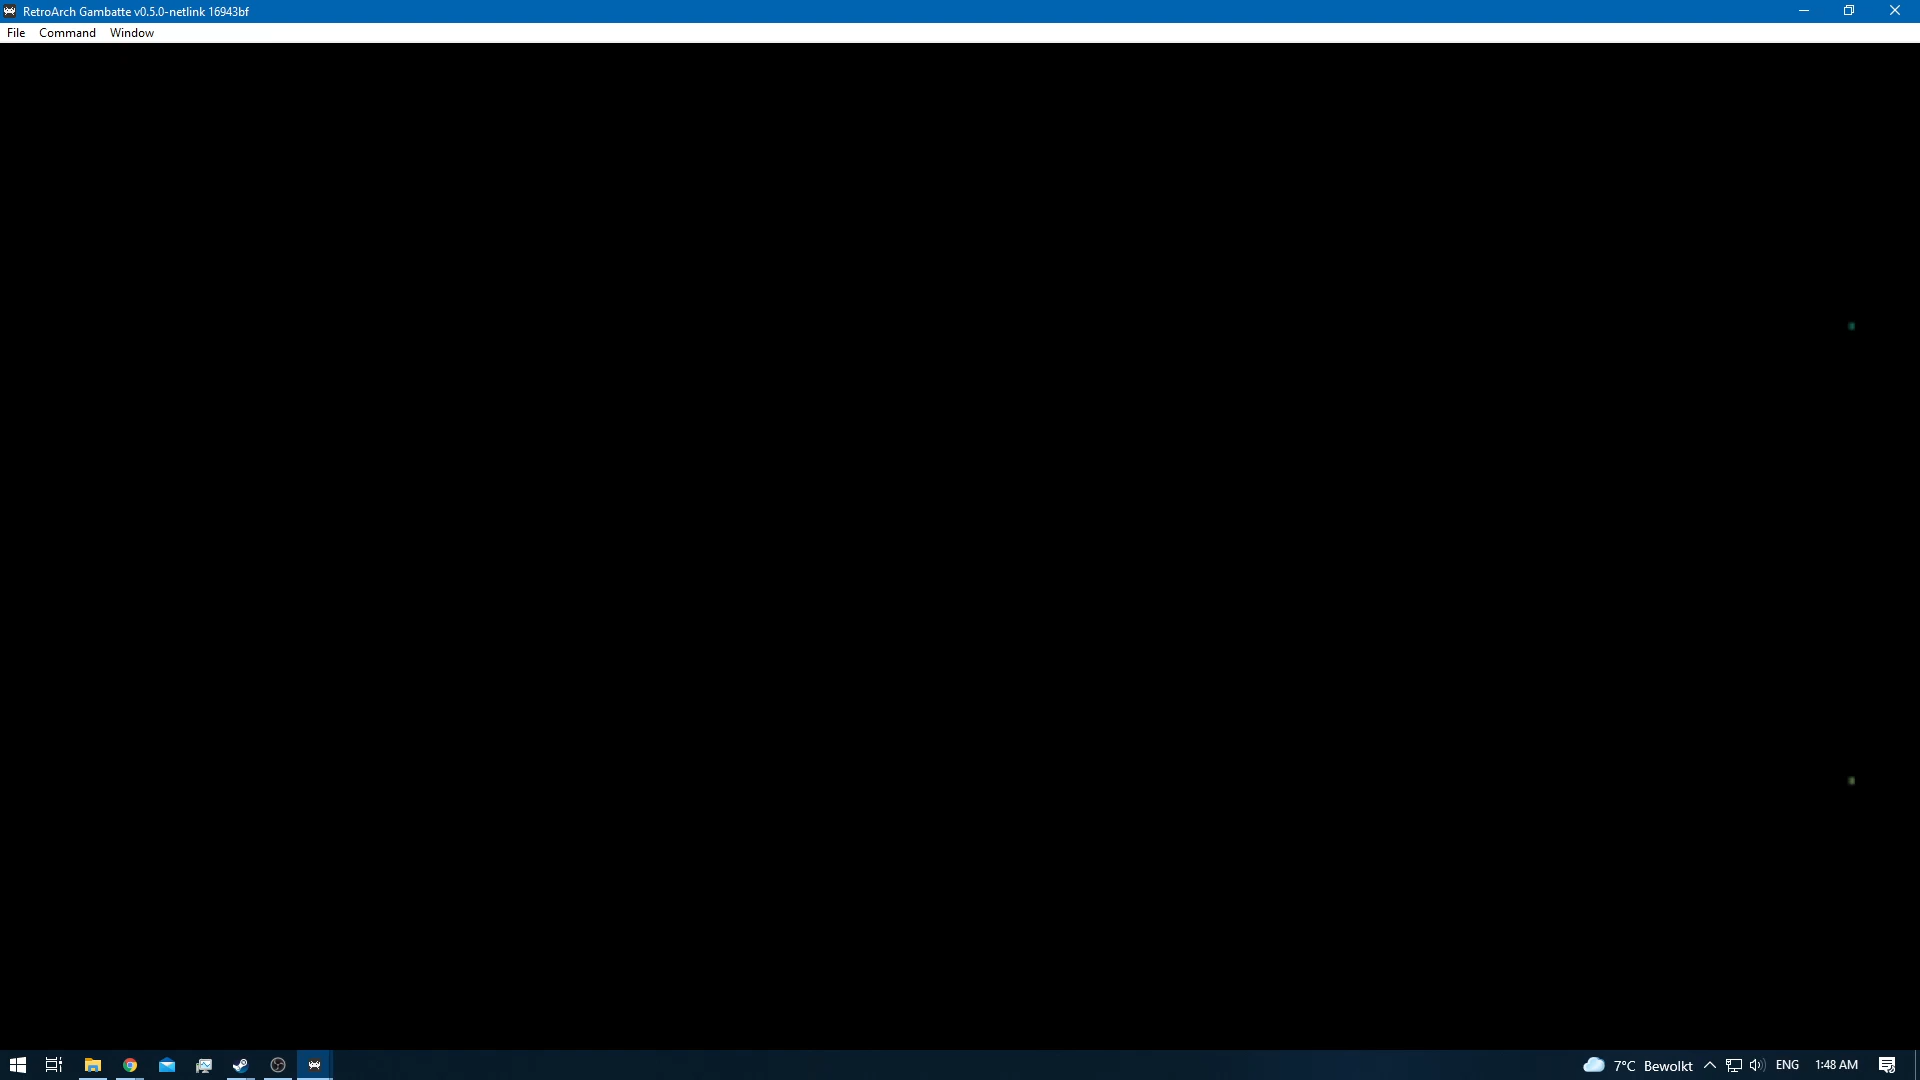 RetroArch Gambatte v0.5.0-netlink 16943bf
File Command Window
7°C Bewolkt ENG 1:48 AM